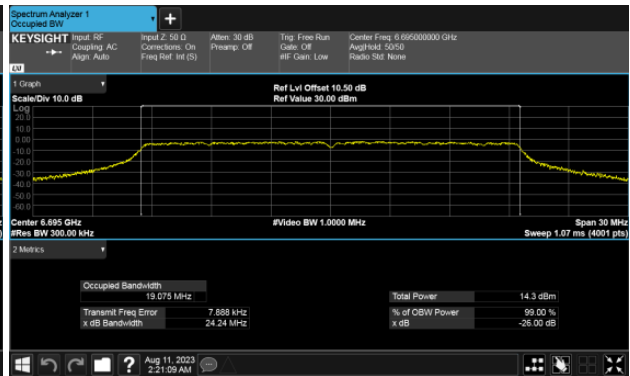 Spectrum Analyzer 1
Occupied BW
KEYSIGHT Input: RF Input Z: 50 Ω Atten: 30 dB Trig: Free Run Center Freq: 6.695000000 GHz
Coupling: AC Corrections: On Preamp: Off Gate: Off Avg|Hold: 50/50
Align: Auto Freq Ref: Int (S) #IF Gain: Low Radio Std: None
LXI
1 Graph Ref Lvl Offset 10.50 dB
Scale/Div 10.0 dB Ref Value 30.00 dBm
Log
20.0
10.0
0.00
-10.0
-20.0
-30.0
-40.0
-50.0
-60.0
Center 6.695 GHz #Video BW 1.0000 MHz Span 30 MHz
#Res BW 300.00 kHz Sweep 1.07 ms (4001 pts)
2 Metrics
Occupied Bandwidth
19.075 MHz Total Power 14.3 dBm
Transmit Freq Error 7.888 kHz % of OBW Power 99.00 %
x dB Bandwidth 24.24 MHz x dB -26.00 dB
? Aug 11, 2023
2:21:09 AM